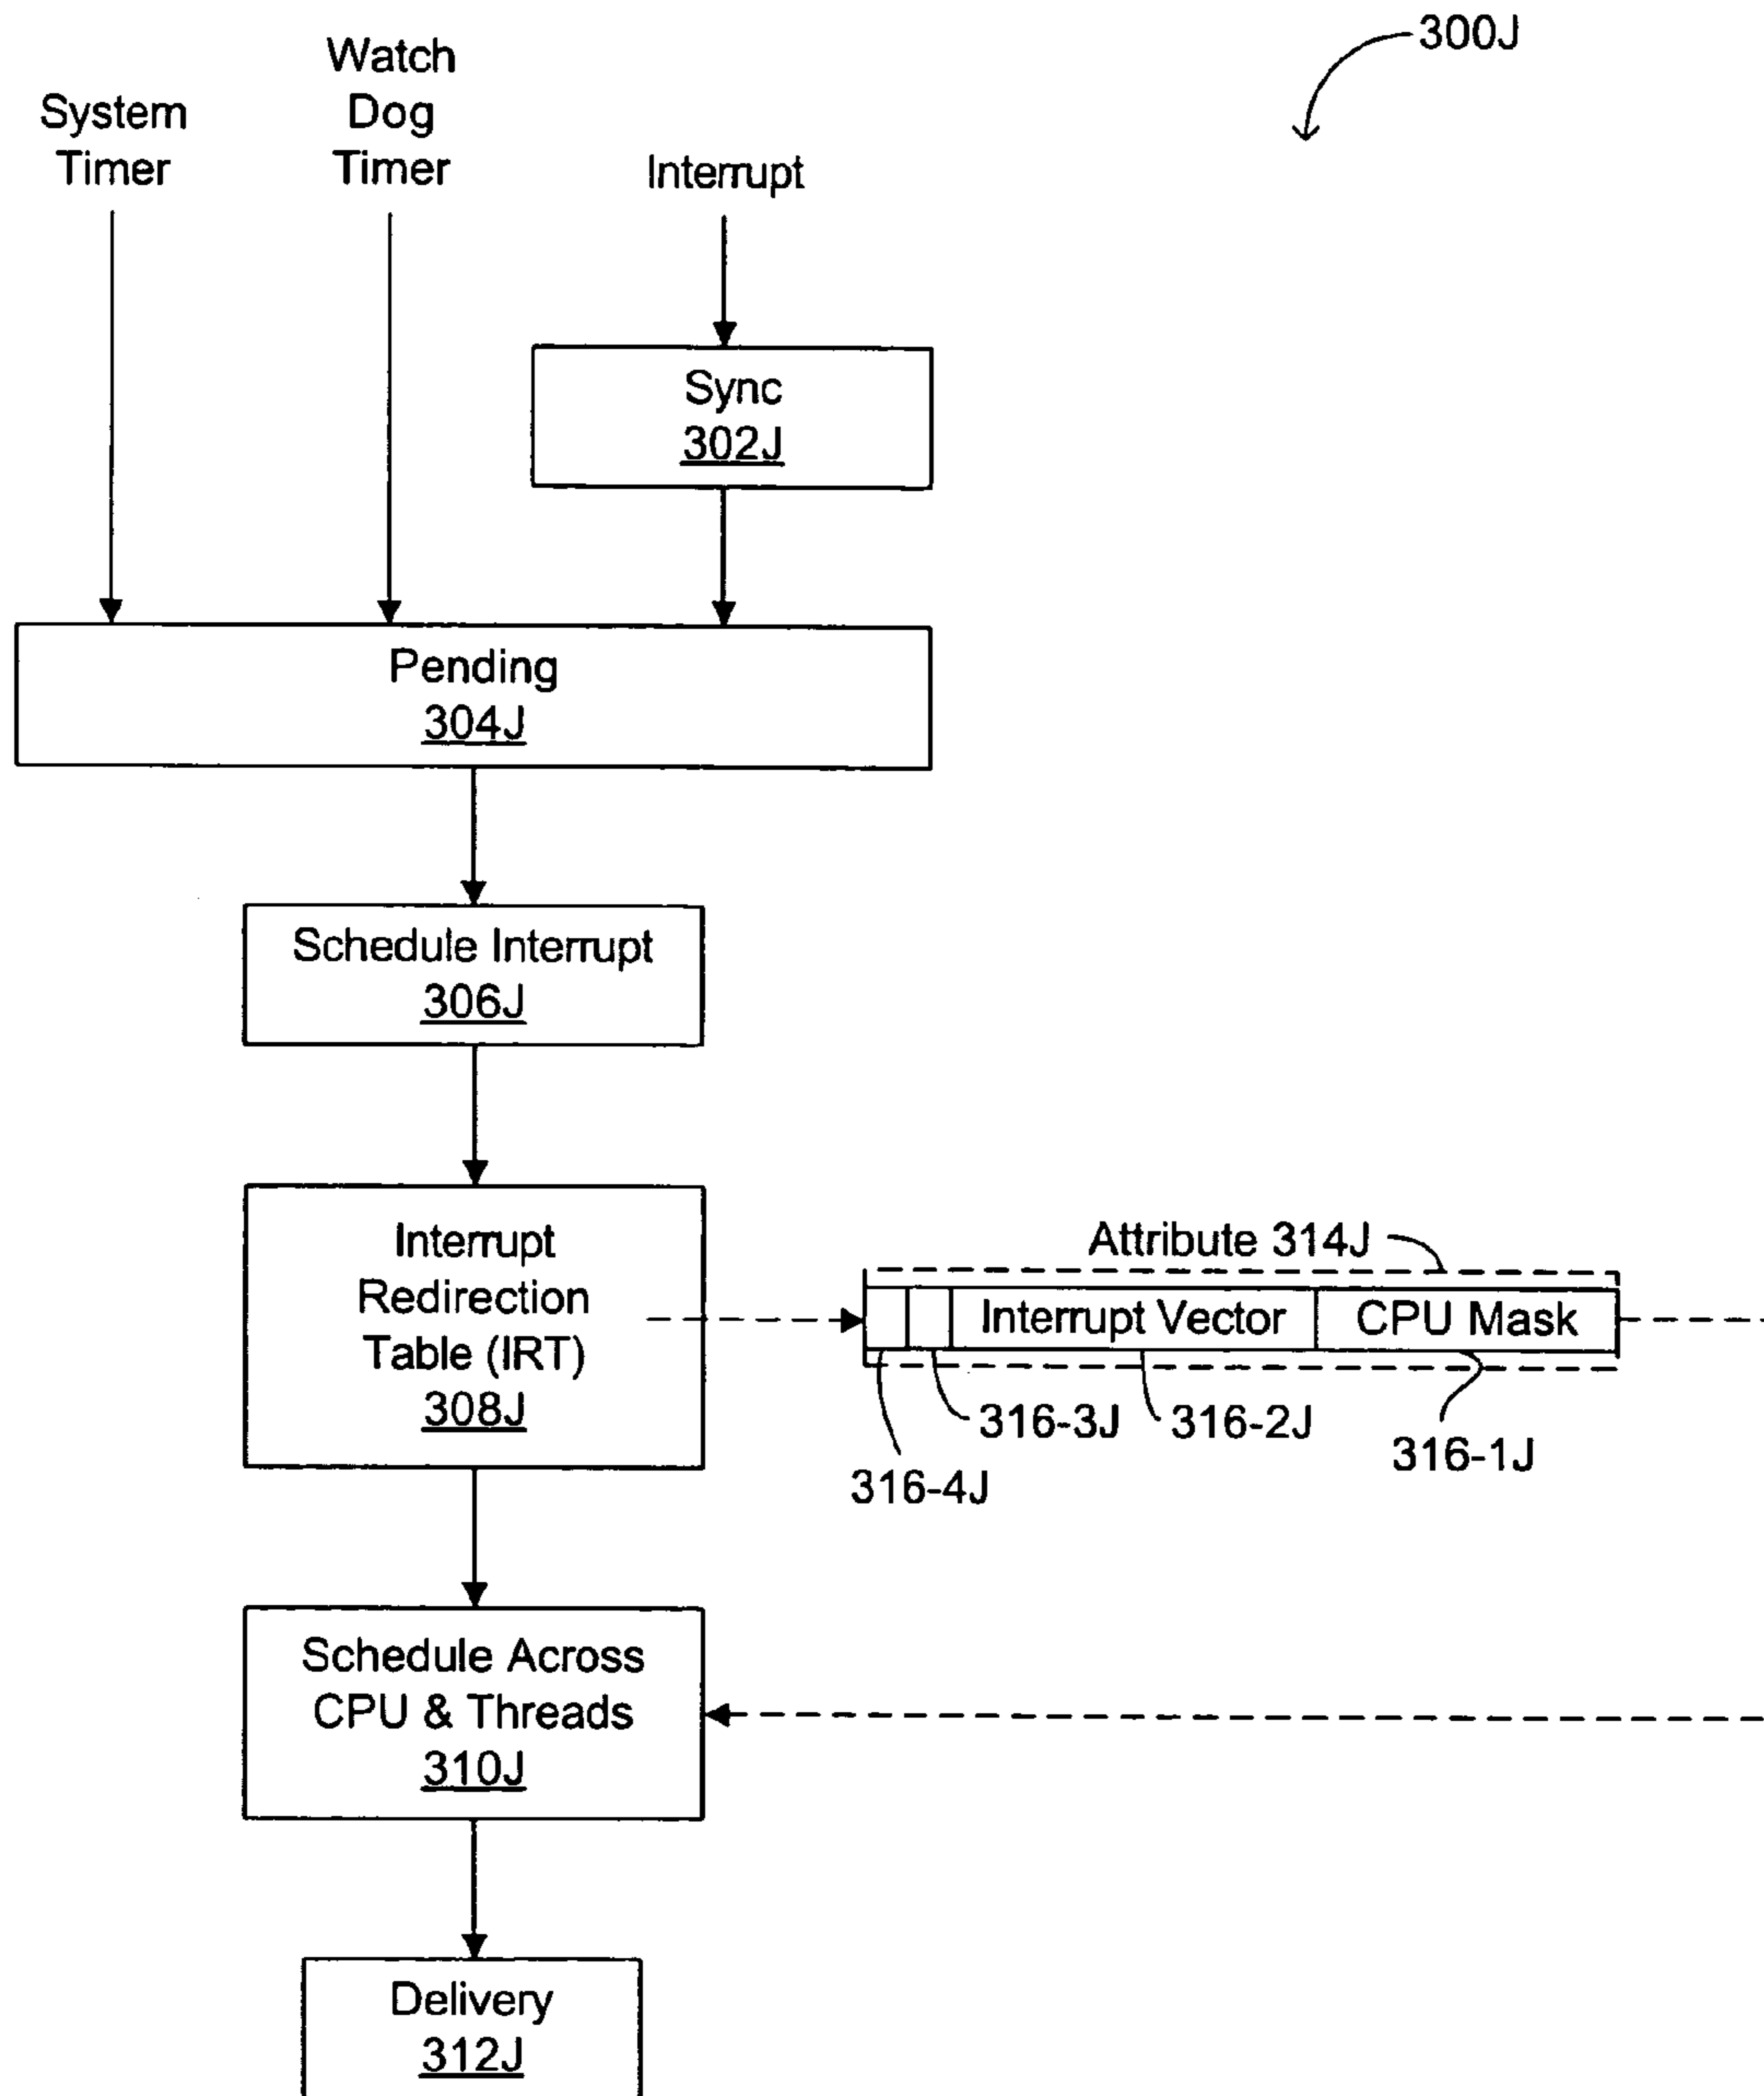 300J
System
Timer
Watch
Dog
Timer
Interrupt
Sync
302J
Pending
304J
Schedule Interrupt
306J
Interrupt
Redirection
Table (IRT)
308J
Attribute 314J
Interrupt Vector
CPU Mask
316-3J
316-2J
316-1J
316-4J
Schedule Across
CPU & Threads
310J
Delivery
312J